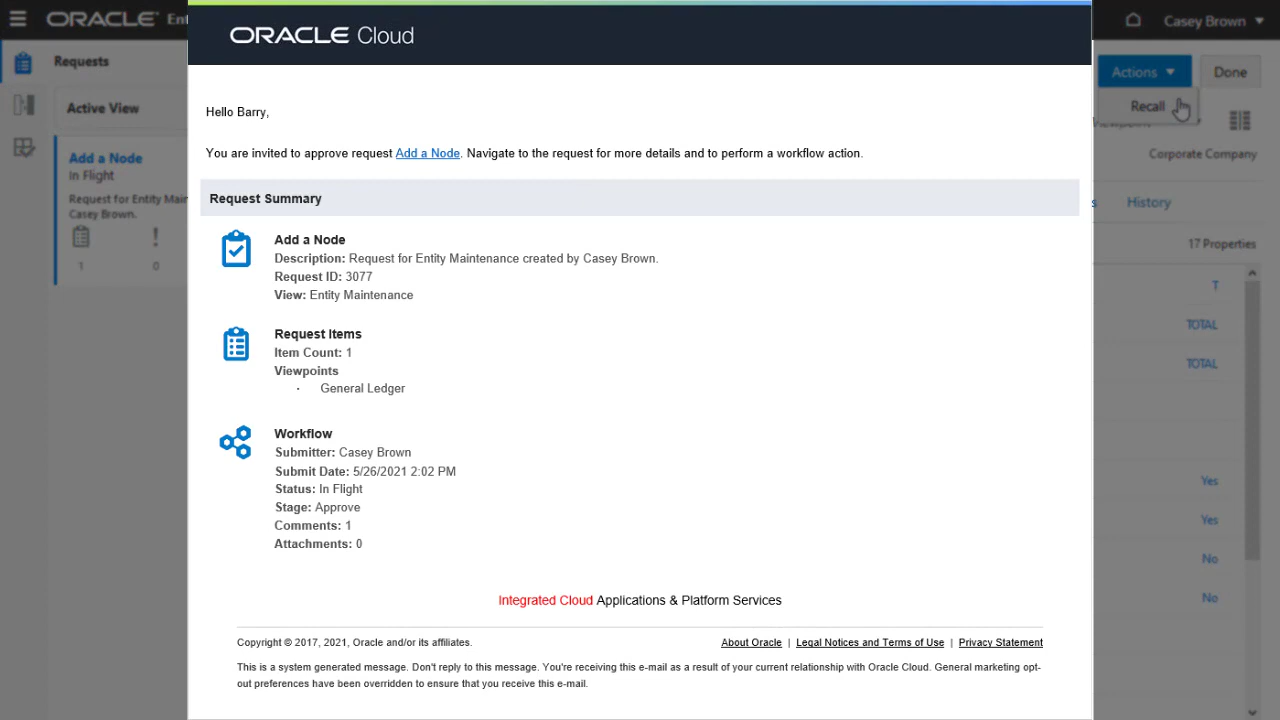 ORACLE
Ent
Casey Brown
Requests
Actions
Done
Active View
Recall
Corporate Company
Add a Node
In Flight
Request for Entity Main
Casey Brown.
1
0
History
17 Properties
T
TOTAL
TOTAL
Yes
Yes
No
No
ORACLE Cloud
Hello Barry,
You are invited to approve request Add a Node. Navigate to the request for more details and to perform a workflow action.
Request Summary
Add a Node
Description: Request for Entity Maintenance created by Casey Brown.
Request ID: 3077
View: Entity Maintenance
Request Items
Item Count: 1
Viewpoints
· General Ledger
Workflow
Submitter: Casey Brown
Submit Date: 5/26/2021 2:02 PM
Status: In Flight
Stage: Approve
Comments: 1
Attachments: 0
Integrated Cloud Applications & Platform Services
Copyright © 2017, 2021, Oracle and/or its affiliates.
About Oracle | Legal Notices and Terms of Use | Privacy Statement
This is a system generated message. Don't reply to this message. You're receiving this e-mail as a result of your current relationship with Oracle Cloud. General marketing opt-
out preferences have been overridden to ensure that you receive this e-mail.